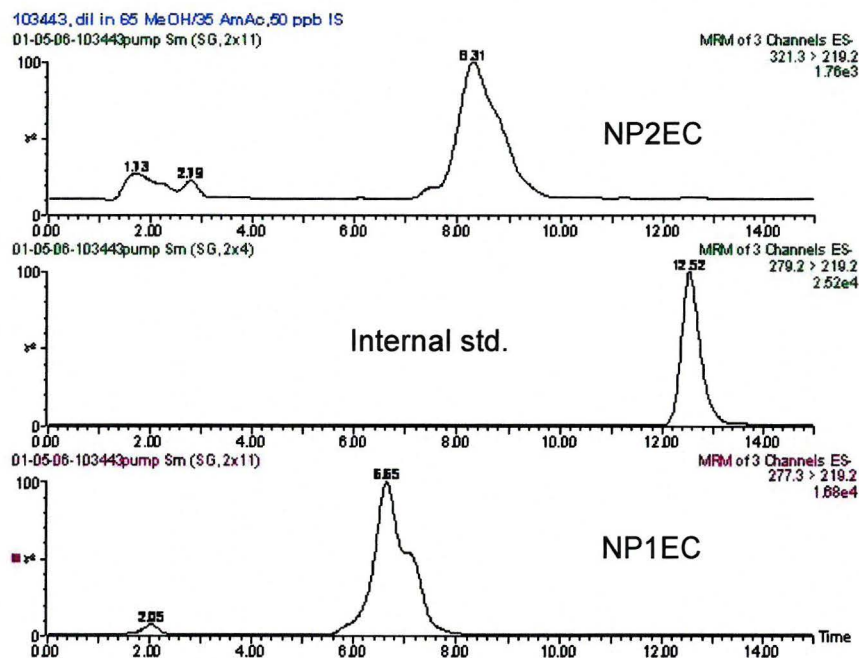 103443, dil in 65 MeOH/35 AmAc, 50 ppb IS
01-05-06-103443pump Sm (SG, 2x11)
MRM of 3 Channels ES-
321.3 > 219.2
1.76e3
100
%
0
1.73
2.79
8.31
NP2EC
0.00 2.00 4.00 6.00 8.00 10.00 12.00 14.00
01-05-06-103443pump Sm (SG, 2x4)
MRM of 3 Channels ES-
279.2 > 219.2
2.52e4
100
%
0
12.52
Internal std.
0.00 2.00 4.00 6.00 8.00 10.00 12.00 14.00
01-05-06-103443pump Sm (SG, 2x11)
MRM of 3 Channels ES-
277.3 > 219.2
1.68e4
100
%
0
2.05
6.65
NP1EC
Time
0.00 2.00 4.00 6.00 8.00 10.00 12.00 14.00